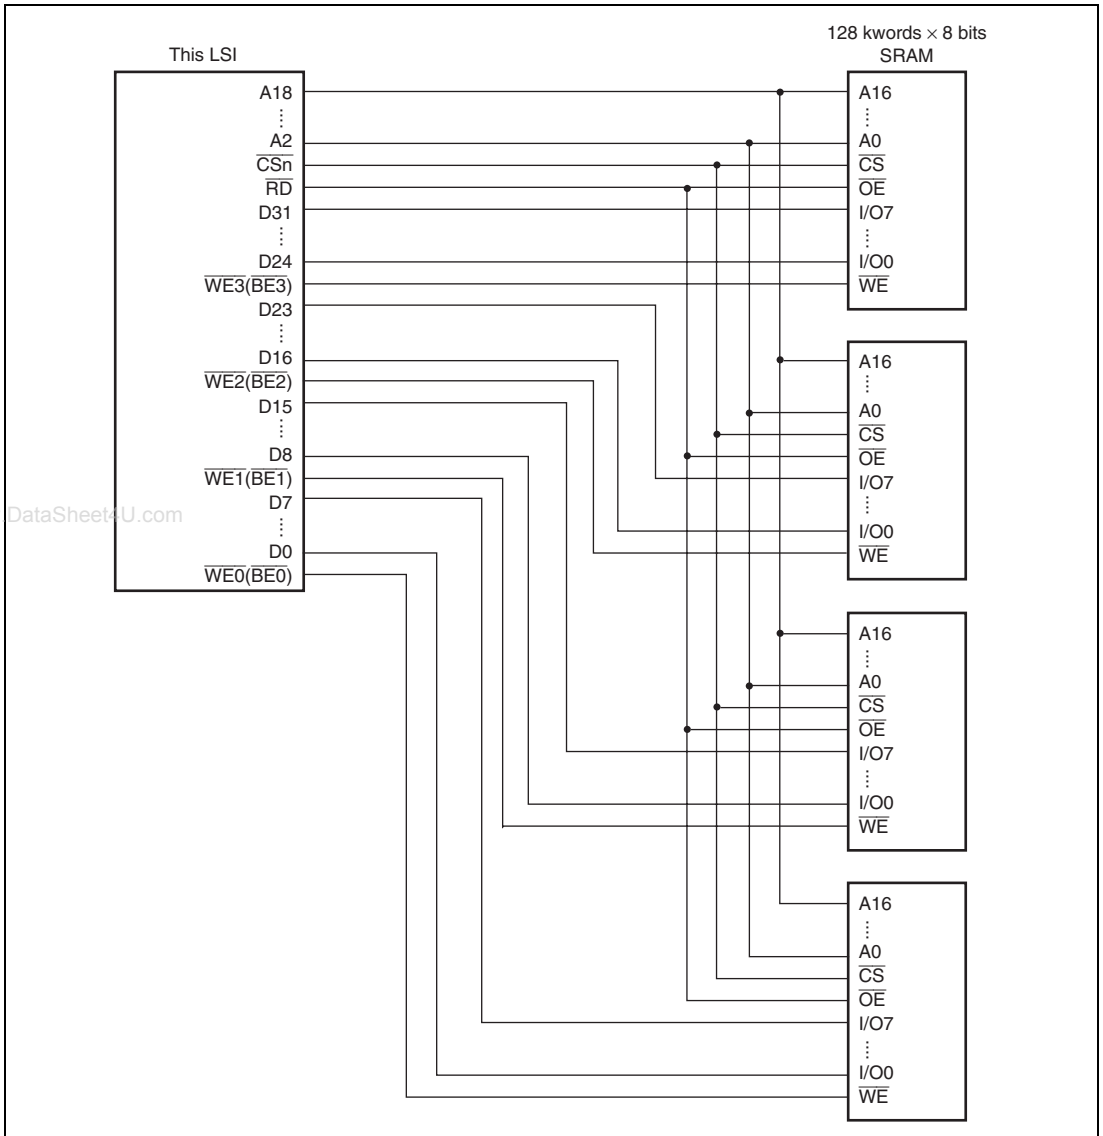 128 kwords × 8 bits
This LSI
SRAM
A18
A2
CSn
RD
D31
D24
WE3(BE3)
D23
D16
WE2(BE2)
D15
D8
WE1(BE1)
D7
D0
WE0(BE0)
A16
A0
CS
OE
I/O7
I/O0
WE
A16
A0
CS
OE
I/O7
I/O0
WE
A16
A0
CS
OE
I/O7
I/O0
WE
A16
A0
CS
OE
I/O7
I/O0
WE
DataSheet4U.com